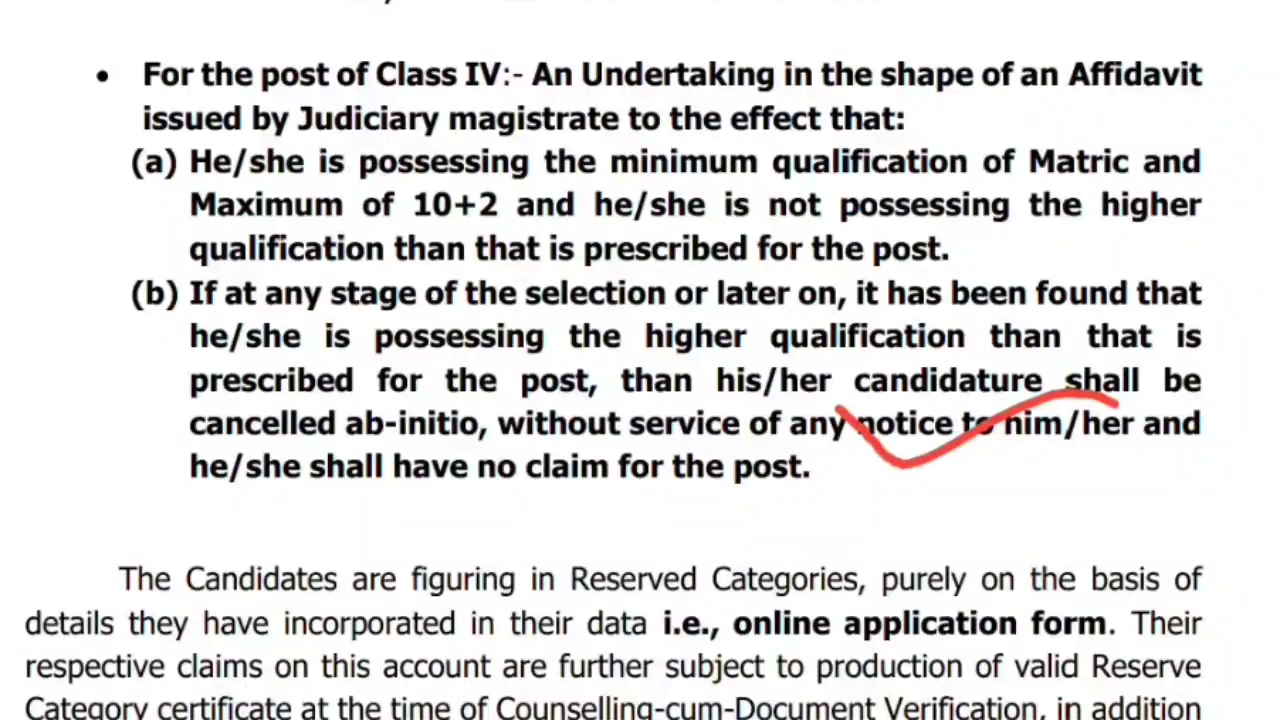 • For the post of Class IV:- An Undertaking in the shape of an Affidavit
issued by Judiciary magistrate to the effect that:
(a) He/she is possessing the minimum qualification of Matric and
Maximum of 10+2 and he/she is not possessing the higher
qualification than that is prescribed for the post.
(b) If at any stage of the selection or later on, it has been found that
he/she is possessing the higher qualification than that is
prescribed for the post, than his/her candidature shall be
cancelled ab-initio, without service of any notice to him/her and
he/she shall have no claim for the post.
The Candidates are figuring in Reserved Categories, purely on the basis of
details they have incorporated in their data i.e., online application form. Their
respective claims on this account are further subject to production of valid Reserve
Category certificate at the time of Counselling-cum-Document Verification, in addition